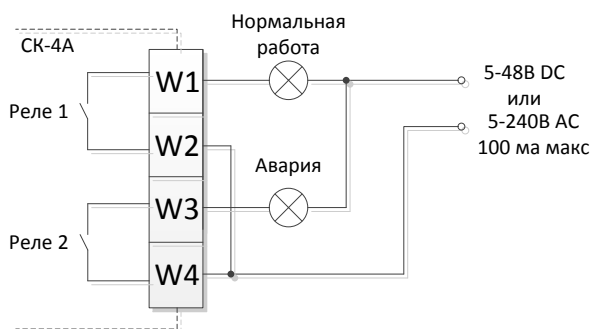 Нормальная
работа
СК-4А
W1
5-48В DC
или
5-240В AC
100 ма макс
Реле 1
W2
Авария
W3
Реле 2
W4